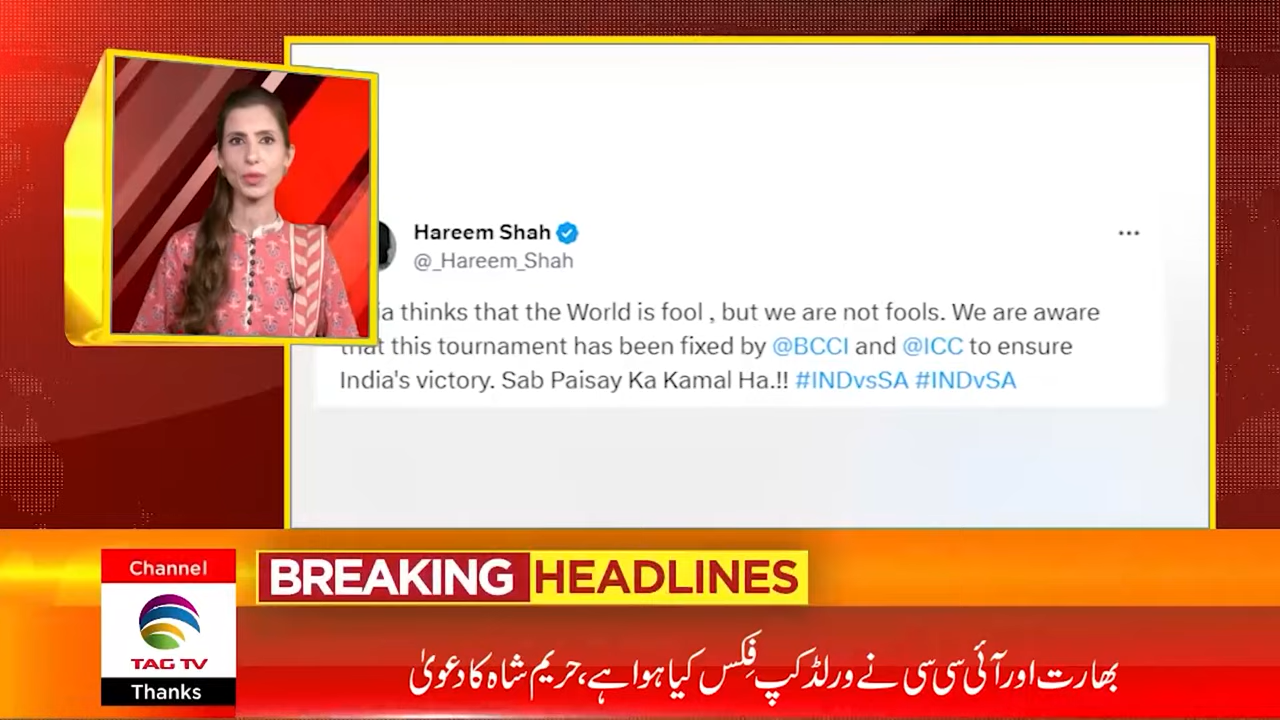 Hareem Shah
@_Hareem_Shah
thinks that the World is fool , but we are not fools. We are aware
that this tournament has been fixed by @BCCI and @ICC to ensure
India's victory. Sab Paisay Ka Kamal Ha.!! #INDvsSA #INDvSA
Channel
TAG TV
Thanks
BREAKING HEADLINES
بھارت اور آئی سی سی نے ورلڈ کپ فِکس کیا ہوا ہے، حریم شاہ کا دعویٰ